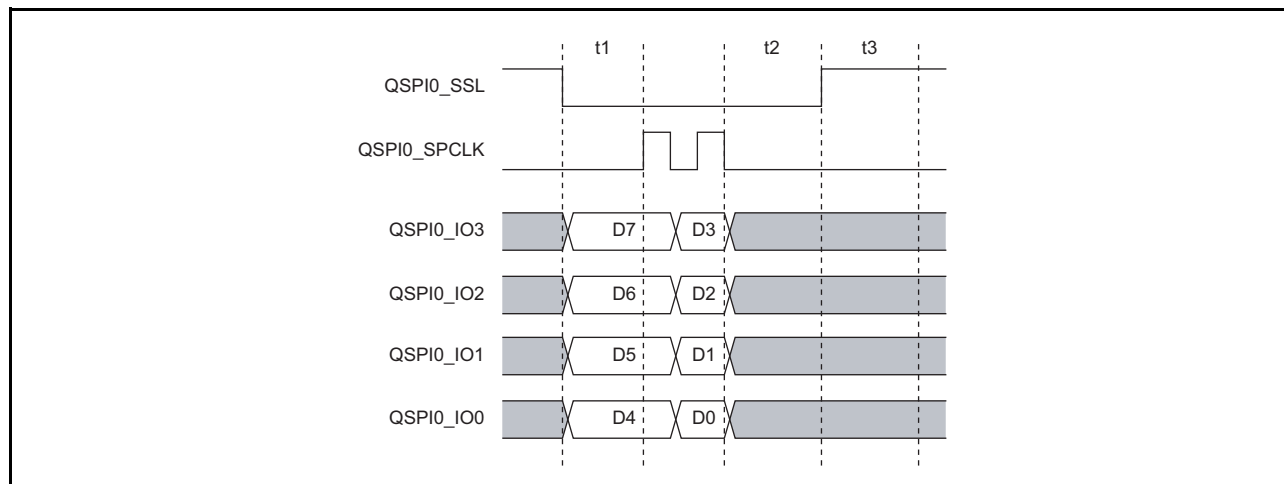 t1 t2 t3
QSPI0_SSL
QSPI0_SPCLK
QSPI0_IO3 D7 D3
QSPI0_IO2 D6 D2
QSPI0_IO1 D5 D1
QSPI0_IO0 D4 D0